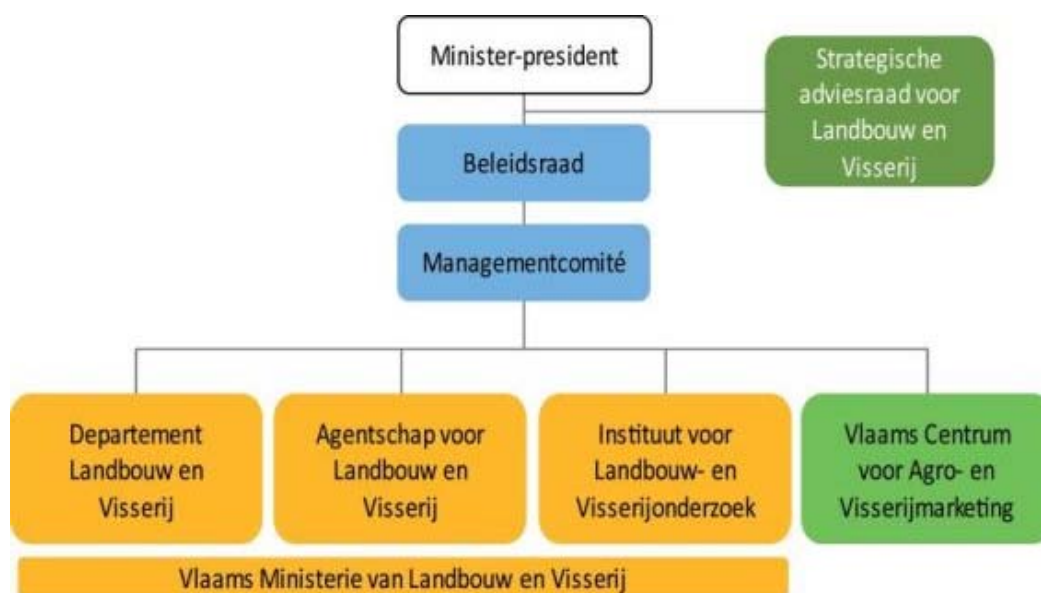 Minister-president
Strategische
adviesraad voor
Landbouw en
Visserij
Beleidsraad
Managementcomité
Departement
Landbouw en
Visserij
Agentschap voor
Landbouw en
Visserij
Instituut voor
Landbouw- en
Visserijonderzoek
Vlaams Centrum
voor Agro- en
Visserijmarketing
Vlaams Ministerie van Landbouw en Visserij